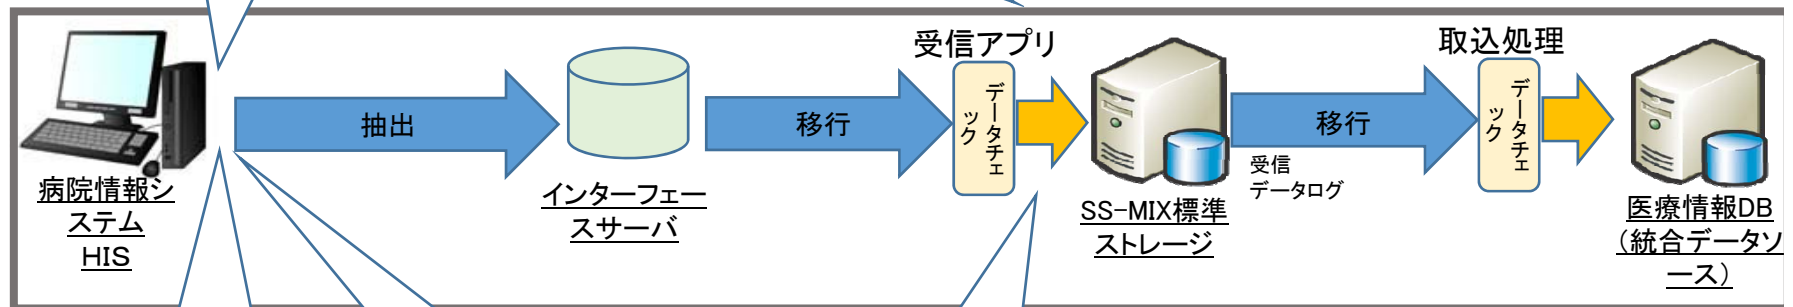 病院情報シ
ステム
HIS
抽出
インターフェー
スサーバ
移行
受信アプリ
データチェ
ック
SS-MIX標準
ストレージ
移行
受信
データログ
取込処理
データチェ
ック
医療情報DB
(統合データソ
ース)